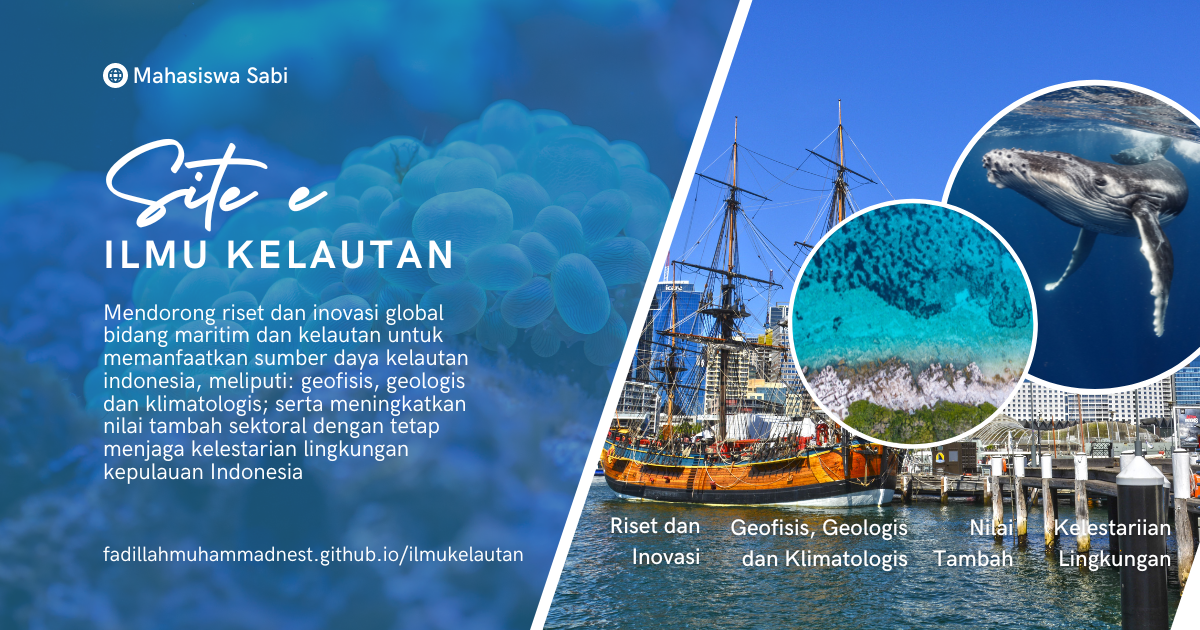 Mahasiswa Sabi
Site e
ILMU KELAUTAN
Mendorong riset dan inovasi global
bidang maritim dan kelautan untuk
memanfaatkan sumber daya kelautan
indonesia, meliputi: geofisis, geologis
dan klimatologis; serta meningkatkan
nilai tambah sektoral dengan tetap
menjaga kelestarian lingkungan
kepulauan Indonesia
fadillahmuhammadnest.github.io/ilmukelautan
Riset dan
Inovasi
Geofisis, Geologis
dan Klimatologis
Nilai
Tambah
Kelestariian
Lingkungan